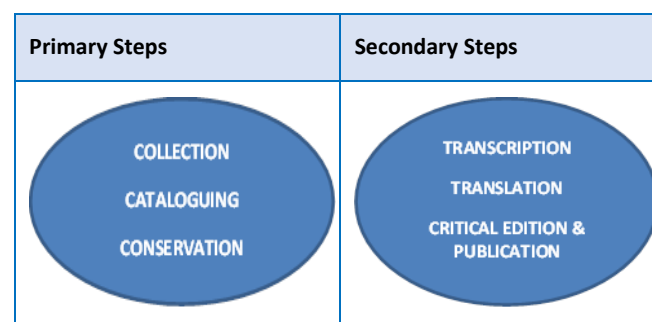 Primary Steps
Secondary Steps
COLLECTION
CATALOGUING
CONSERVATION
TRANSCRIPTION
TRANSLATION
CRITICAL EDITION &
PUBLICATION